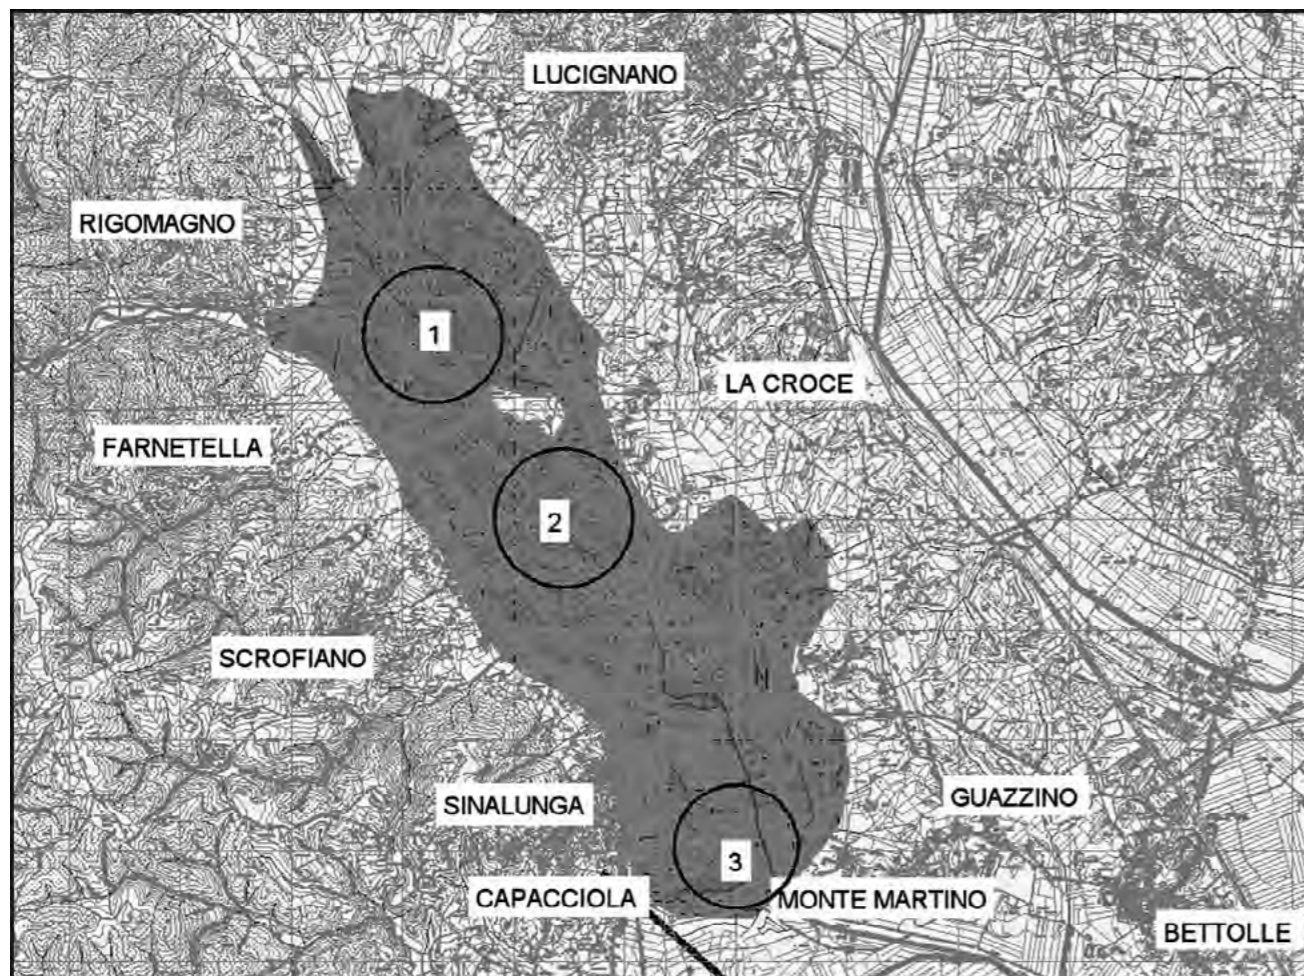 LUCIGNANO
RIGOMAGNO
1
LA CROCE
FARNETELLA
2
SCROFIANO
SINALUNGA
GUAZZINO
3
CAPACCIOLA
MONTE MARTINO
BETTOLLE